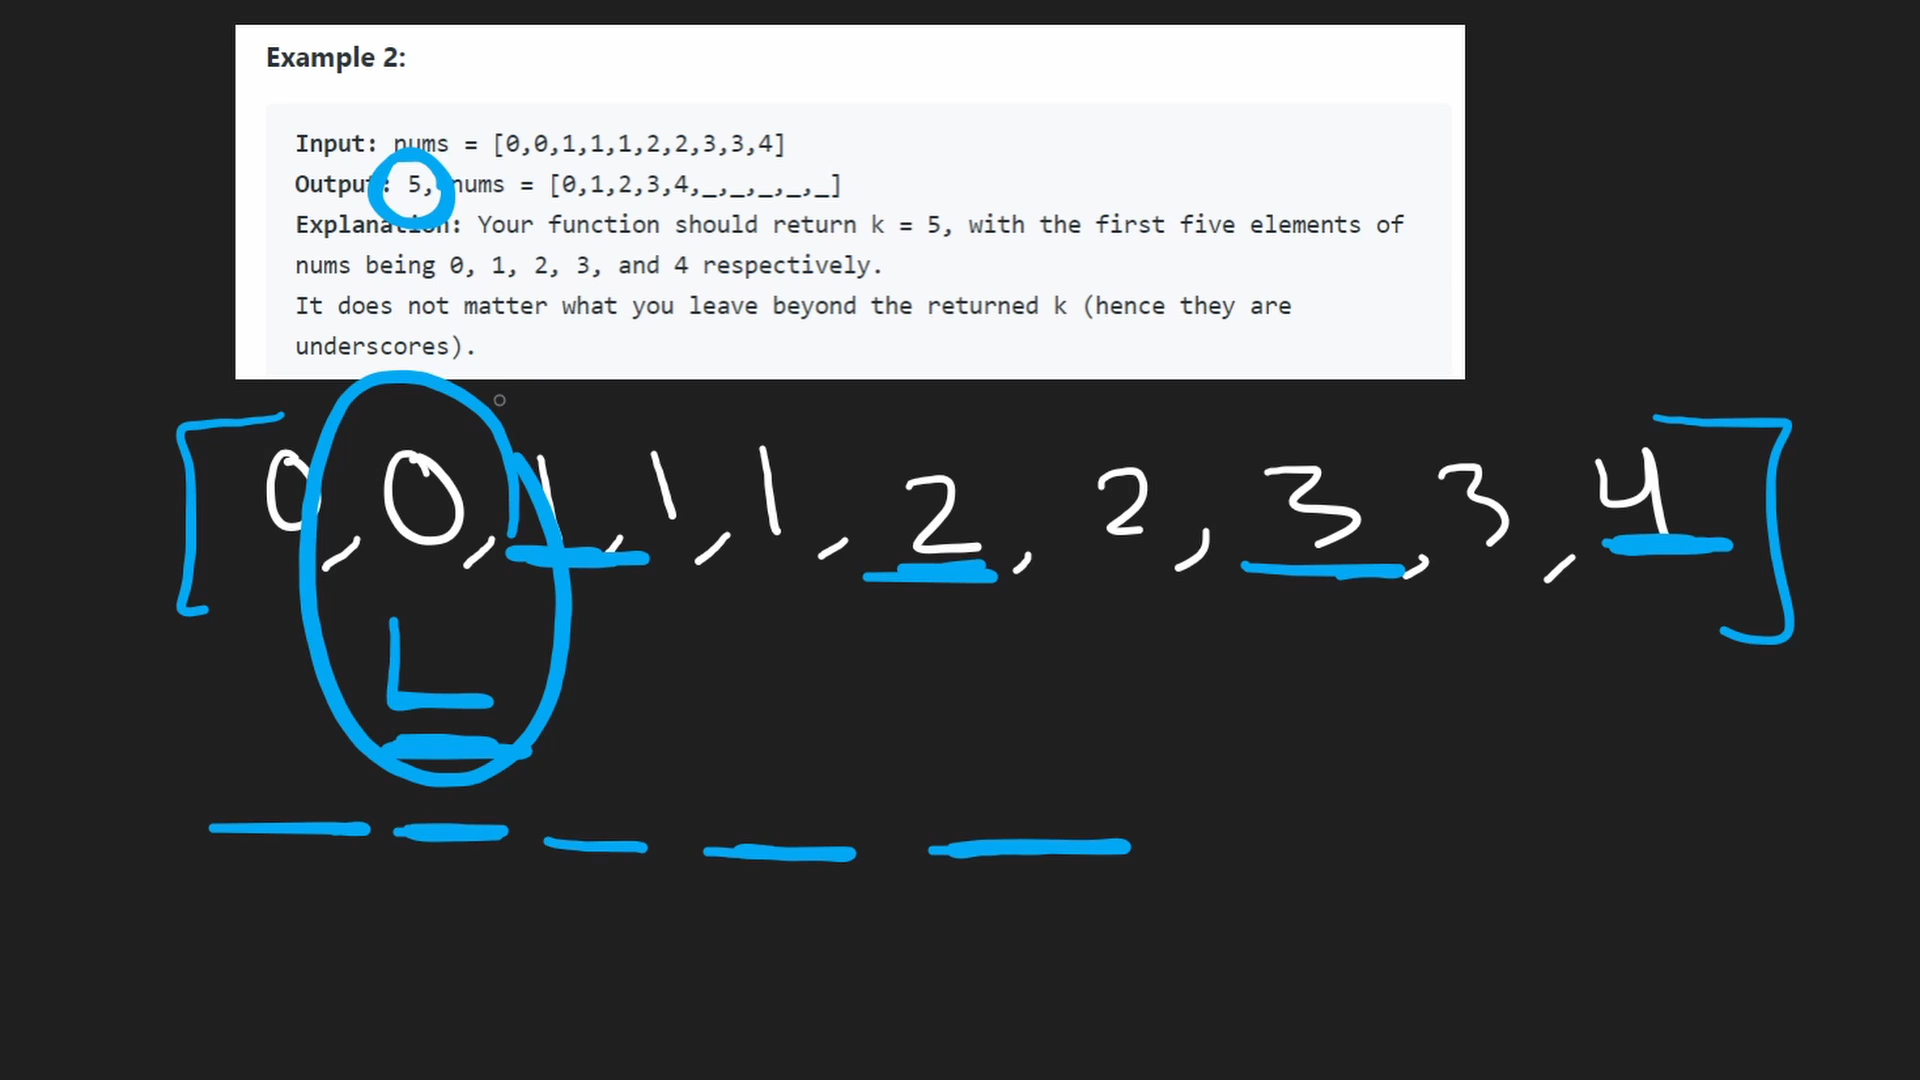 Example 2:
Input: nums = [0,0,1,1,1,2,2,3,3,4]
Output: 5, nums = [0,1,2,3,4,_,_,_,_,_]
Explanation: Your function should return k = 5, with the first five elements of
nums being 0, 1, 2, 3, and 4 respectively.
It does not matter what you leave beyond the returned k (hence they are
underscores).
[0,0,1,1,1,2,2,3,3,4]
L